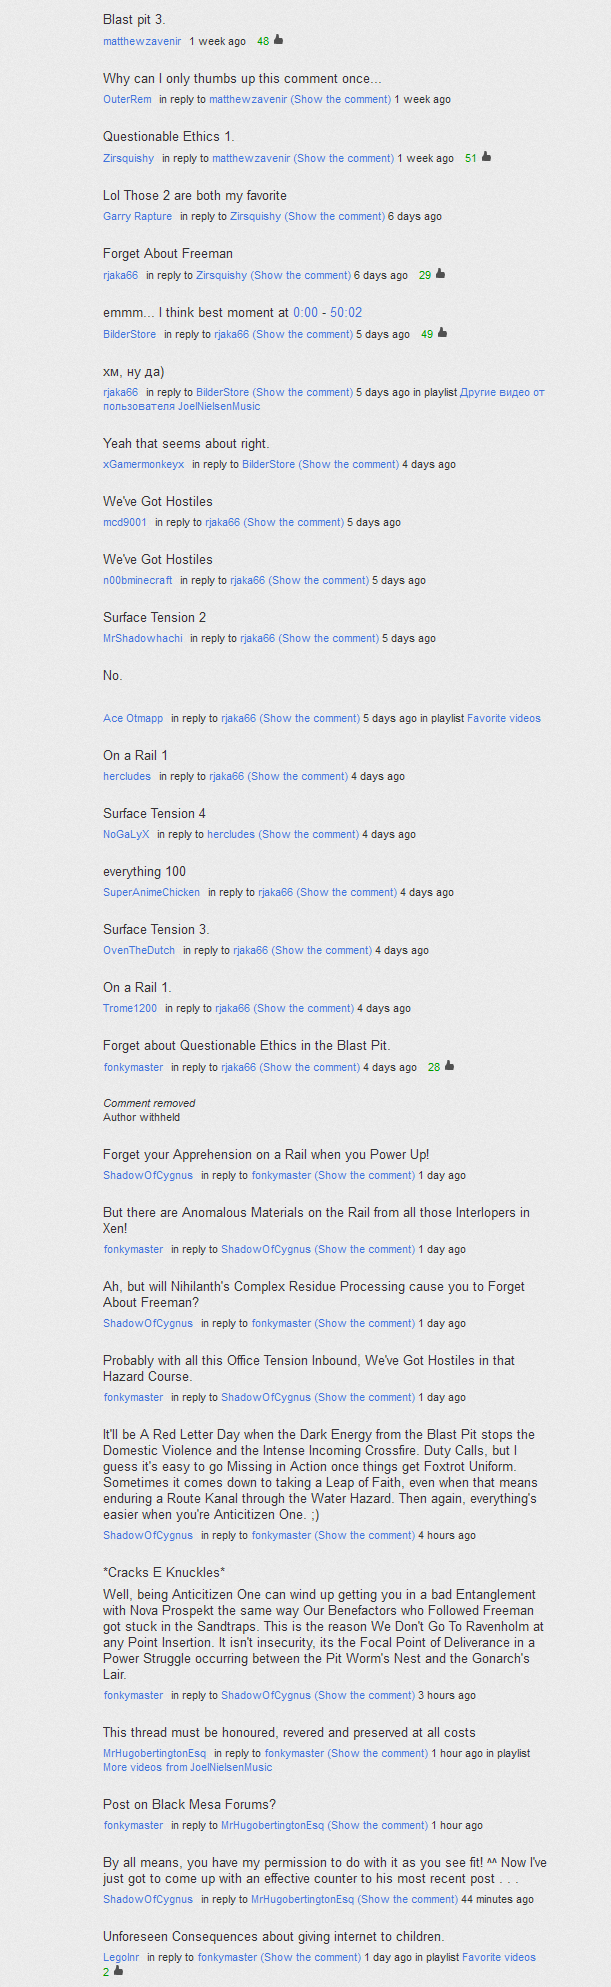 Blast pit 3.
matthewzavenir 1 week ago 48
Why can I only thumbs up this comment once...
OuterRem in reply to matthewzavenir (Show the comment) 1 week ago
Questionable Ethics 1.
Zirsquishy in reply to matthewzavenir (Show the comment) 1 week ago 51
Lol Those 2 are both my favorite
Garry Rapture in reply to Zirsquishy (Show the comment) 6 days ago
Forget About Freeman
rjaka66 in reply to Zirsquishy (Show the comment) 6 days ago 29
emmm... I think best moment at 0:00 - 50:02
BilderStore in reply to rjaka66 (Show the comment) 5 days ago 49
хм, ну да)
rjaka66 in reply to BilderStore (Show the comment) 5 days ago in playlist Другие видео от
пользователя JoelNielsenMusic
Yeah that seems about right.
xGamermonkeyx in reply to BilderStore (Show the comment) 4 days ago
We've Got Hostiles
mcd9001 in reply to rjaka66 (Show the comment) 5 days ago
We've Got Hostiles
n00bminecraft in reply to rjaka66 (Show the comment) 5 days ago
Surface Tension 2
MrShadowhachi in reply to rjaka66 (Show the comment) 5 days ago
No.
Ace Otmapp in reply to rjaka66 (Show the comment) 5 days ago in playlist Favorite videos
On a Rail 1
hercludes in reply to rjaka66 (Show the comment) 4 days ago
Surface Tension 4
NoGaLyX in reply to hercludes (Show the comment) 4 days ago
everything 100
SuperAnimeChicken in reply to rjaka66 (Show the comment) 4 days ago
Surface Tension 3.
OvenTheDutch in reply to rjaka66 (Show the comment) 4 days ago
On a Rail 1.
Trome1200 in reply to rjaka66 (Show the comment) 4 days ago
Forget about Questionable Ethics in the Blast Pit.
fonkymaster in reply to rjaka66 (Show the comment) 4 days ago 28
Comment removed
Author withheld
Forget your Apprehension on a Rail when you Power Up!
ShadowOfCygnus in reply to fonkymaster (Show the comment) 1 day ago
But there are Anomalous Materials on the Rail from all those Interlopers in
Xen!
fonkymaster in reply to ShadowOfCygnus (Show the comment) 1 day ago
Ah, but will Nihilanth's Complex Residue Processing cause you to Forget
About Freeman?
ShadowOfCygnus in reply to fonkymaster (Show the comment) 1 day ago
Probably with all this Office Tension Inbound, We've Got Hostiles in that
Hazard Course.
fonkymaster in reply to ShadowOfCygnus (Show the comment) 1 day ago
It'll be A Red Letter Day when the Dark Energy from the Blast Pit stops the
Domestic Violence and the Intense Incoming Crossfire. Duty Calls, but I
guess it's easy to go Missing in Action once things get Foxtrot Uniform.
Sometimes it comes down to taking a Leap of Faith, even when that means
enduring a Route Kanal through the Water Hazard. Then again, everything's
easier when you're Anticitizen One. ;)
ShadowOfCygnus in reply to fonkymaster (Show the comment) 4 hours ago
*Cracks E Knuckles*
Well, being Anticitizen One can wind up getting you in a bad Entanglement
with Nova Prospekt the same way Our Benefactors who Followed Freeman
got stuck in the Sandtraps. This is the reason We Don't Go To Ravenholm at
any Point Insertion. It isn't insecurity, its the Focal Point of Deliverance in a
Power Struggle occurring between the Pit Worm's Nest and the Gonarch's
Lair.
fonkymaster in reply to ShadowOfCygnus (Show the comment) 3 hours ago
This thread must be honoured, revered and preserved at all costs
MrHugobertingtonEsq in reply to fonkymaster (Show the comment) 1 hour ago in playlist
More videos from JoelNielsenMusic
Post on Black Mesa Forums?
fonkymaster in reply to MrHugobertingtonEsq (Show the comment) 1 hour ago
By all means, you have my permission to do with it as you see fit! ^^ Now I've
just got to come up with an effective counter to his most recent post . . .
ShadowOfCygnus in reply to MrHugobertingtonEsq (Show the comment) 44 minutes ago
Unforeseen Consequences about giving internet to children.
Legolnr in reply to fonkymaster (Show the comment) 1 day ago in playlist Favorite videos
2